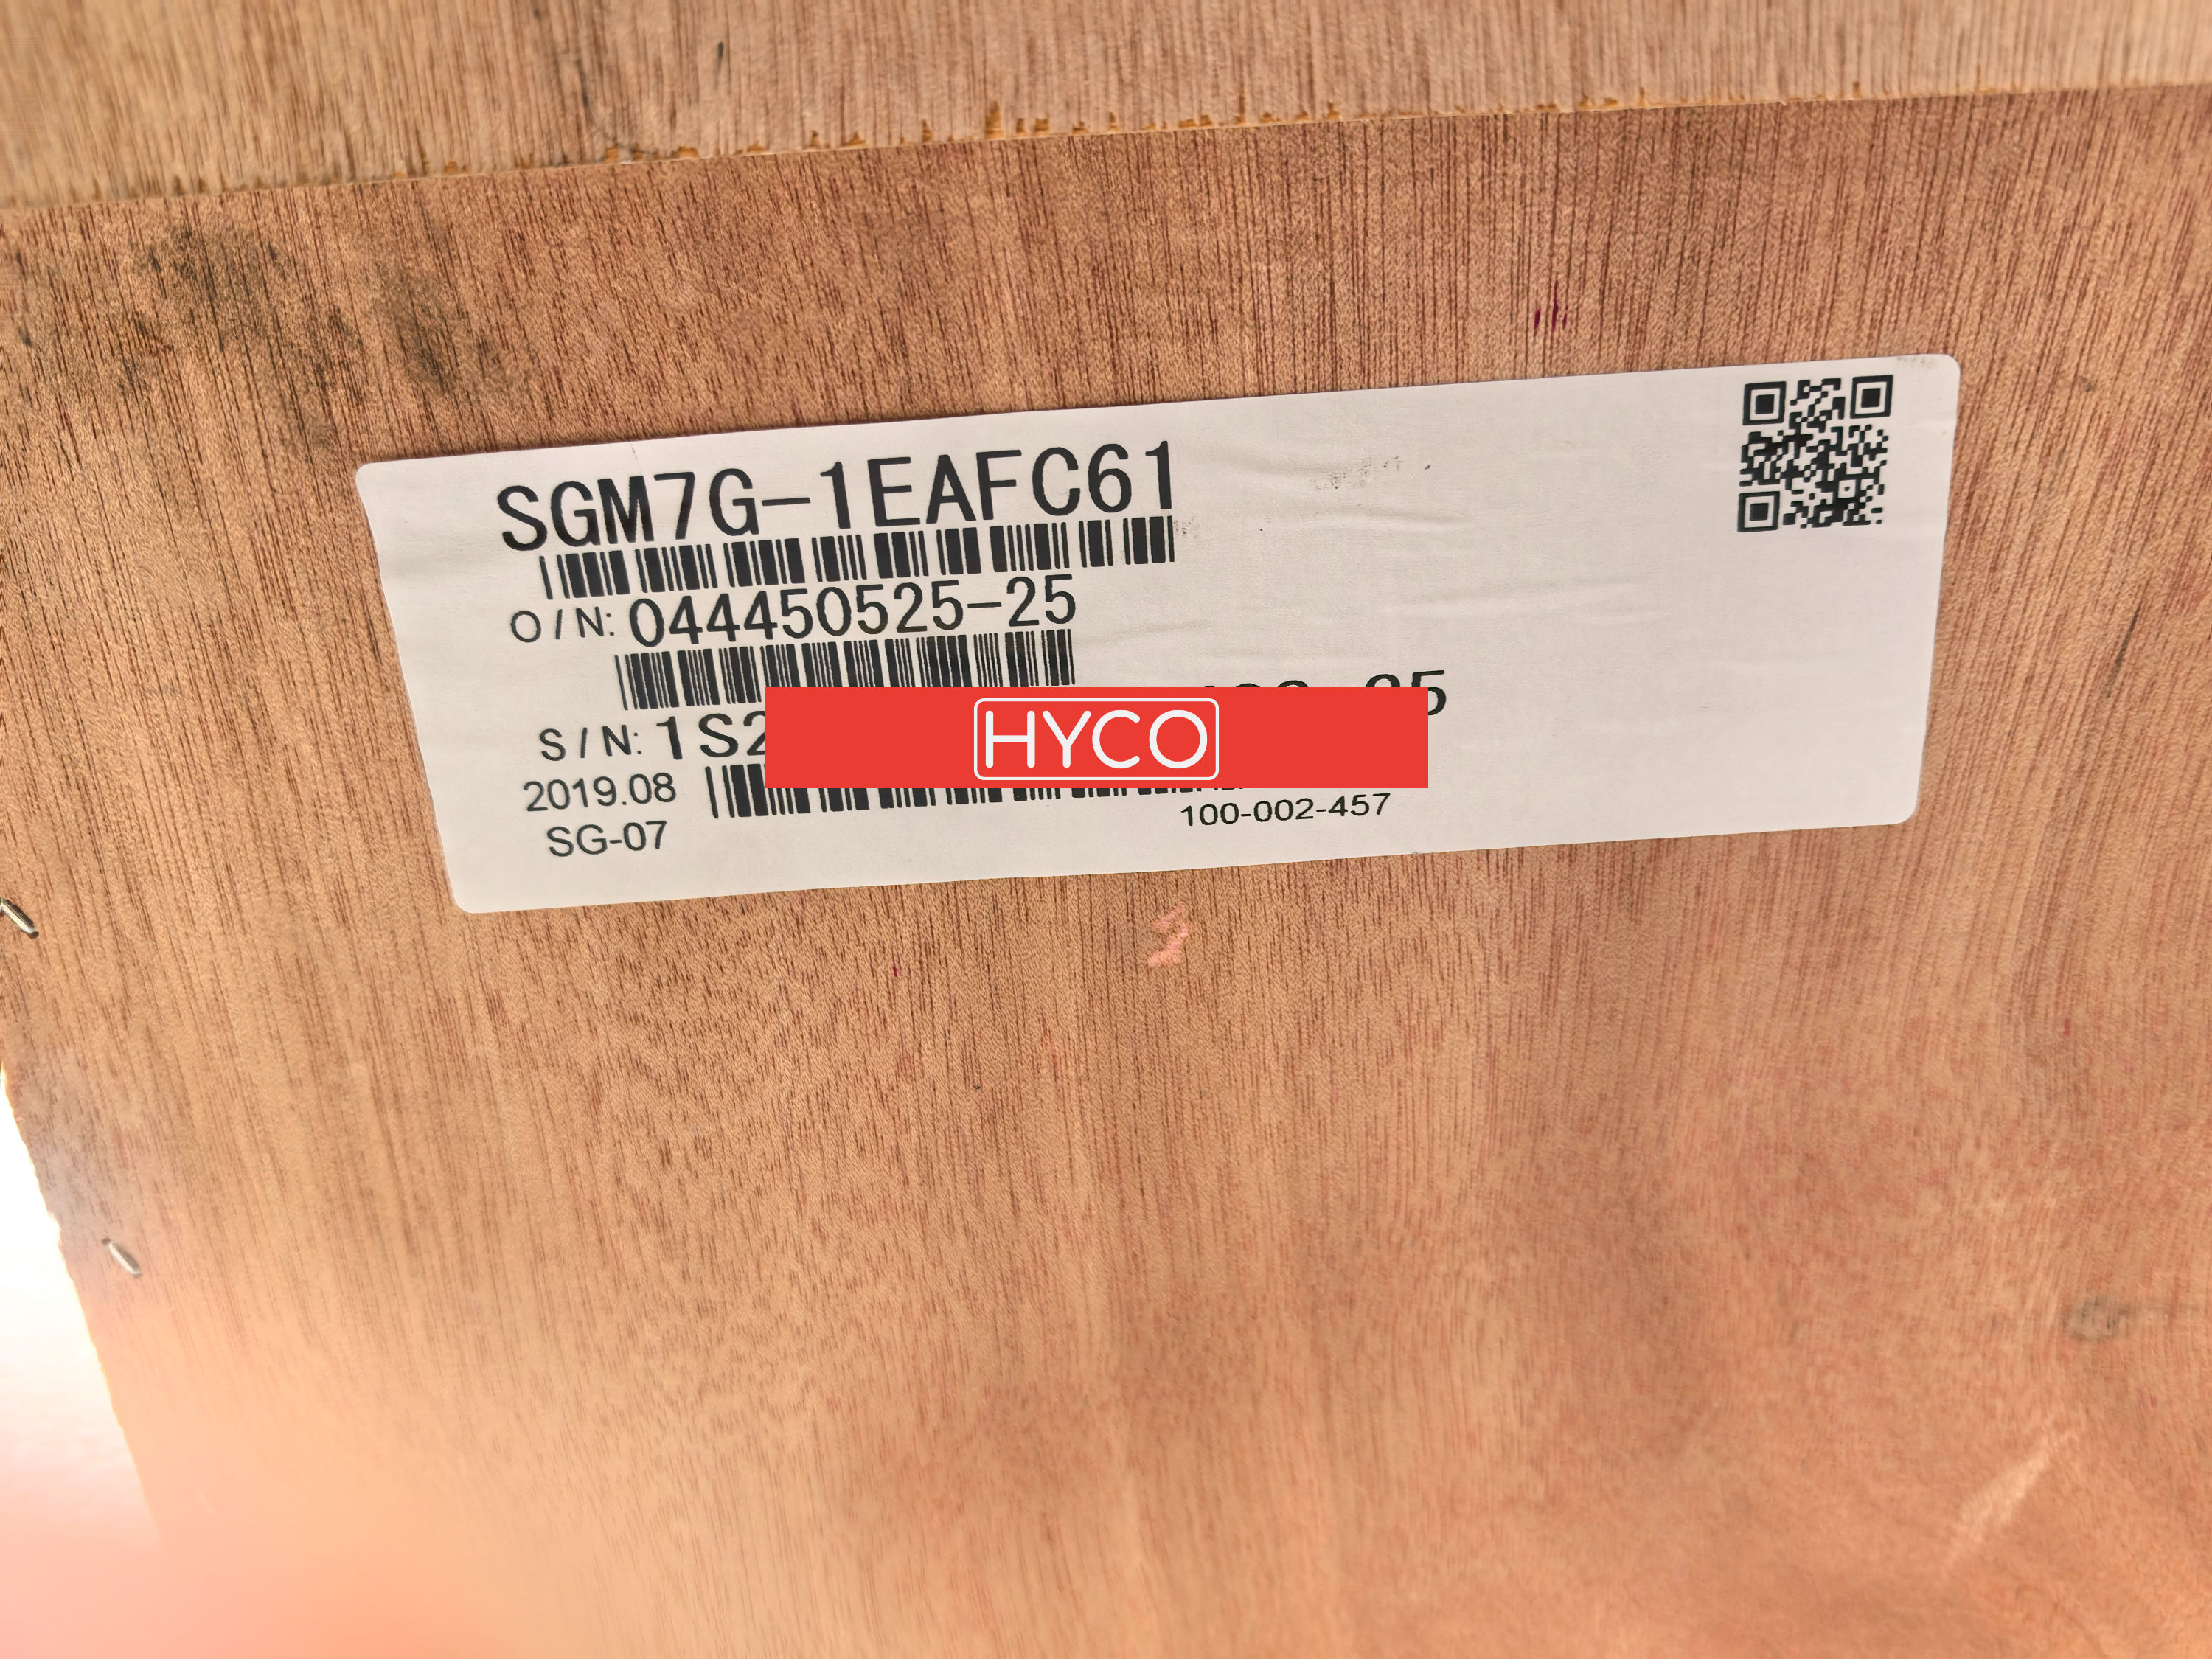 SGM7G-1EAFC61
O/N: 044450525-25
S/N: 1S2
HYCO
2019.08
100-002-457
SG-07